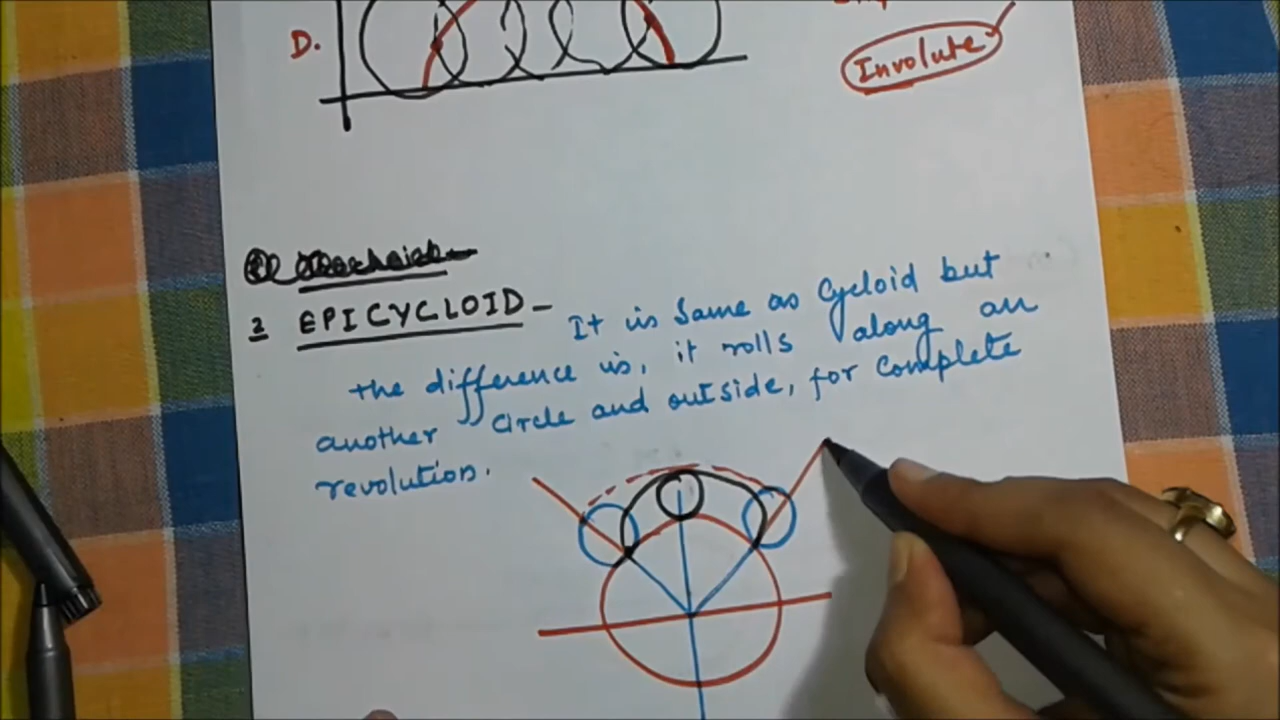 D.
Involute
2 EPICYCLOID - It is same as Cycloid but
the difference is, it rolls along an
another circle and outside, for complete
revolution.